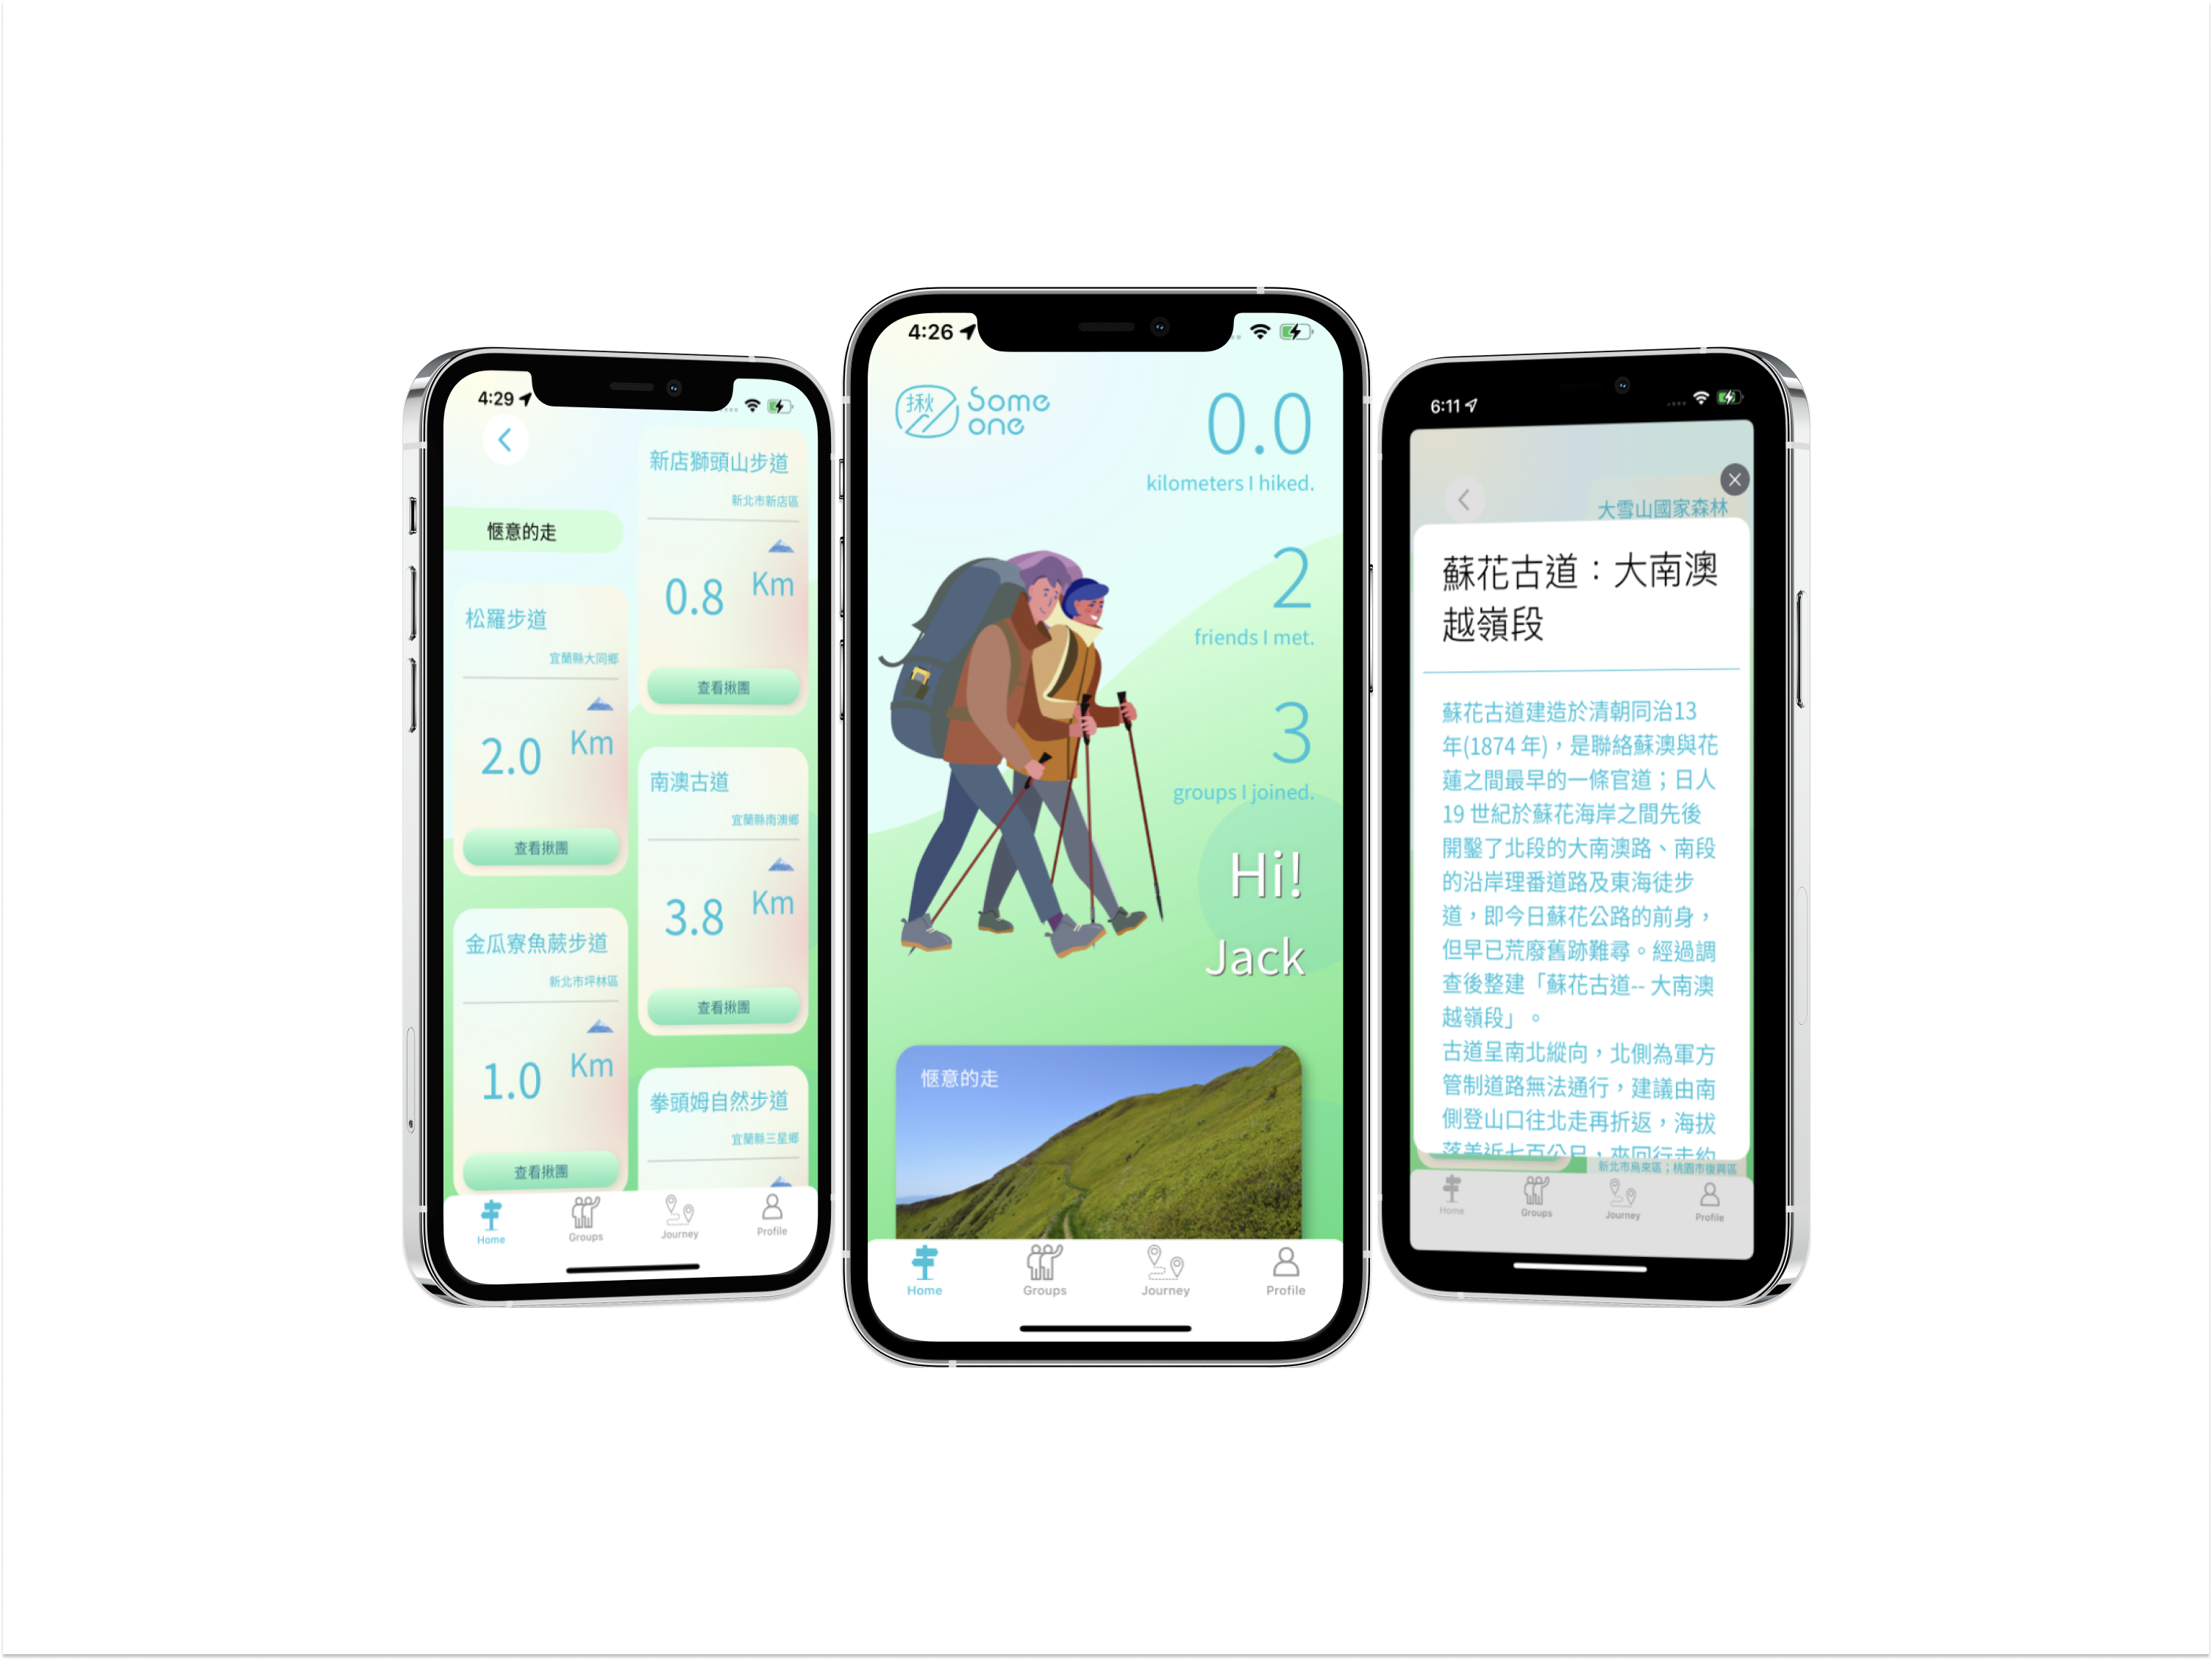 4:29
愜意的走
松羅步道
宜蘭縣大同鄉
2.0 Km
查看揪團
金瓜寮魚蕨步道
新北市坪林區
1.0 Km
查看揪團
新店獅頭山步道
新北市新店區
0.8 Km
查看揪團
南澳古道
宜蘭縣南澳鄉
3.8 Km
查看揪團
拳頭姆自然步道
宜蘭縣三星鄉
Home Groups Journey Profile
4:26
揪 Some
one
0.0
kilometers I hiked.
2
friends I met.
3
groups I joined.
Hi!
Jack
愜意的走
Home Groups Journey Profile
6:11
大雪山國家森林
蘇花古道：大南澳
越嶺段
蘇花古道建造於清朝同治13
年(1874 年)，是聯絡蘇澳與花
蓮之間最早的一條官道；日人
19 世紀於蘇花海岸之間先後
開鑿了北段的大南澳路、南段
的沿岸理番道路及東海徒步
道，即今日蘇花公路的前身，
但早已荒廢舊跡難尋。經過調
查後整建「蘇花古道-- 大南澳
越嶺段」。
古道呈南北縱向，北側為軍方
管制道路無法通行，建議由南
側登山口往北走再折返，海拔
落差近七百公尺，來回行走約
新北市烏來區；桃園市復興區
Home Groups Journey Profile